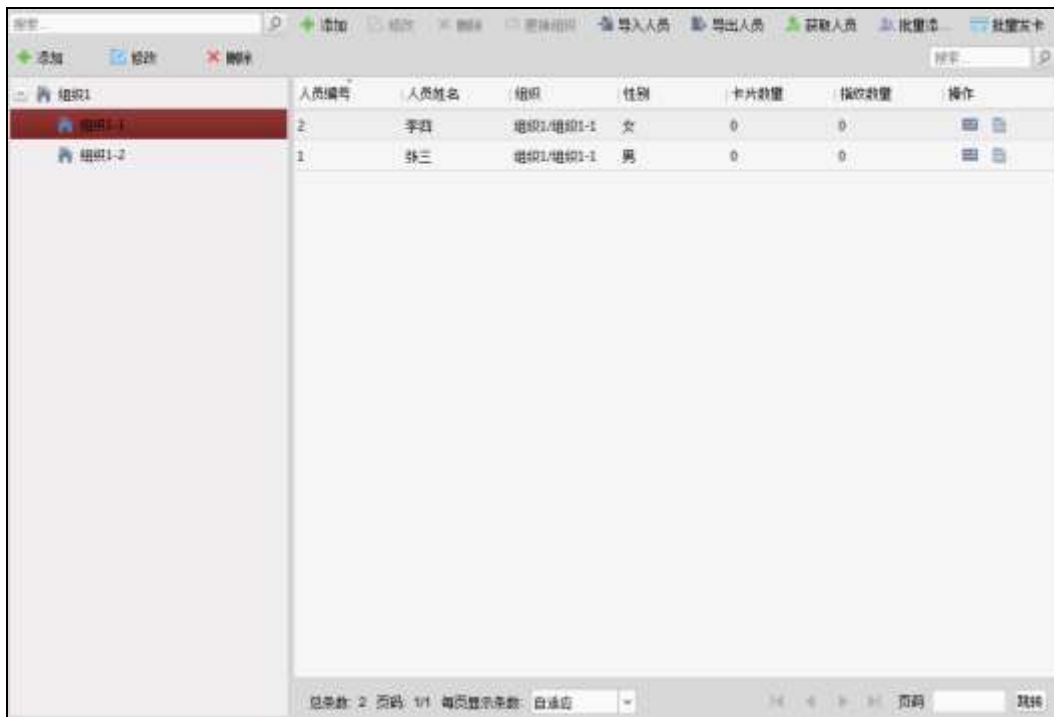 搜索... 添加 修改 删除 更换组织 导入人员 导出人员 获取人员 批量添... 批量发卡
添加 修改 删除 搜索...
组织1
组织1-1
组织1-2
人员编号 人员姓名 组织 性别 卡片数量 指纹数量 操作
2 李四 组织1/组织1-1 女 0 0
1 张三 组织1/组织1-1 男 0 0
总条数: 2 页码: 1/1 每页显示条数: 自适应 页码 跳转